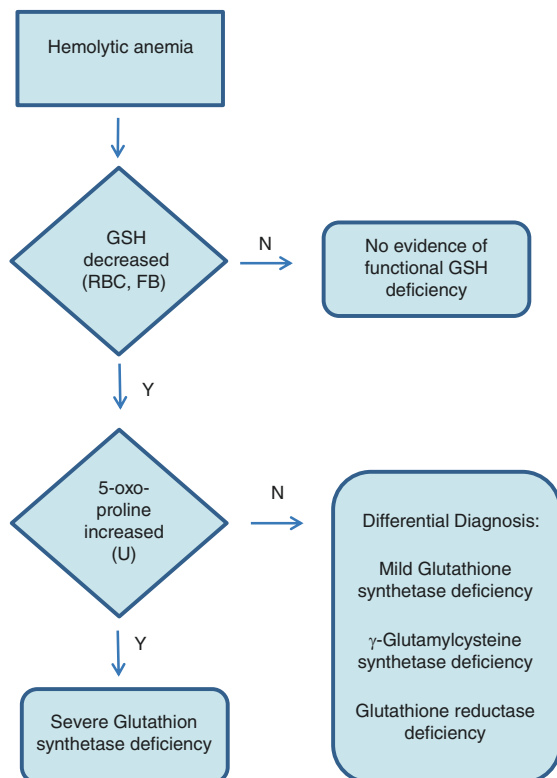 Hemolytic anemia
GSH
decreased
(RBC, FB)
N
No evidence of
functional GSH
deficiency
Y
5-oxo-
proline
increased
(U)
N
Differential Diagnosis:
Mild Glutathione
synthetase deficiency
γ-Glutamylcysteine
synthetase deficiency
Glutathione reductase
deficiency
Y
Severe Glutathion
synthetase deficiency